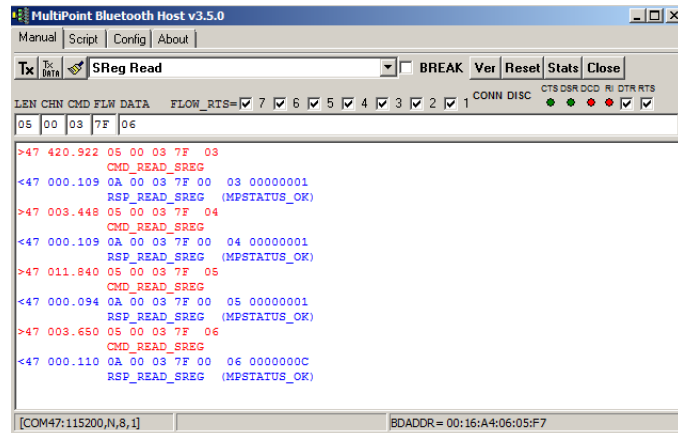 MultiPoint Bluetooth Host v3.5.0
Manual Script Config About
Tx Tx DATA SReg Read BREAK Ver Reset Stats Close
LEN CHN CMD FLW DATA FLOW_RTS= 7 6 5 4 3 2 1 CONN DISC CTS DSR DCD RI DTR RTS
05 00 03 7F 06
>47 420.922 05 00 03 7F 03
CMD_READ_SREG
<47 000.109 0A 00 03 7F 00 03 00000001
RSP_READ_SREG (MPSTATUS_OK)
>47 003.448 05 00 03 7F 04
CMD_READ_SREG
<47 000.109 0A 00 03 7F 00 04 00000001
RSP_READ_SREG (MPSTATUS_OK)
>47 011.840 05 00 03 7F 05
CMD_READ_SREG
<47 000.094 0A 00 03 7F 00 05 00000001
RSP_READ_SREG (MPSTATUS_OK)
>47 003.650 05 00 03 7F 06
CMD_READ_SREG
<47 000.110 0A 00 03 7F 00 06 0000000C
RSP_READ_SREG (MPSTATUS_OK)
[COM47:115200,N,8,1] BDADDR= 00:16:A4:06:05:F7